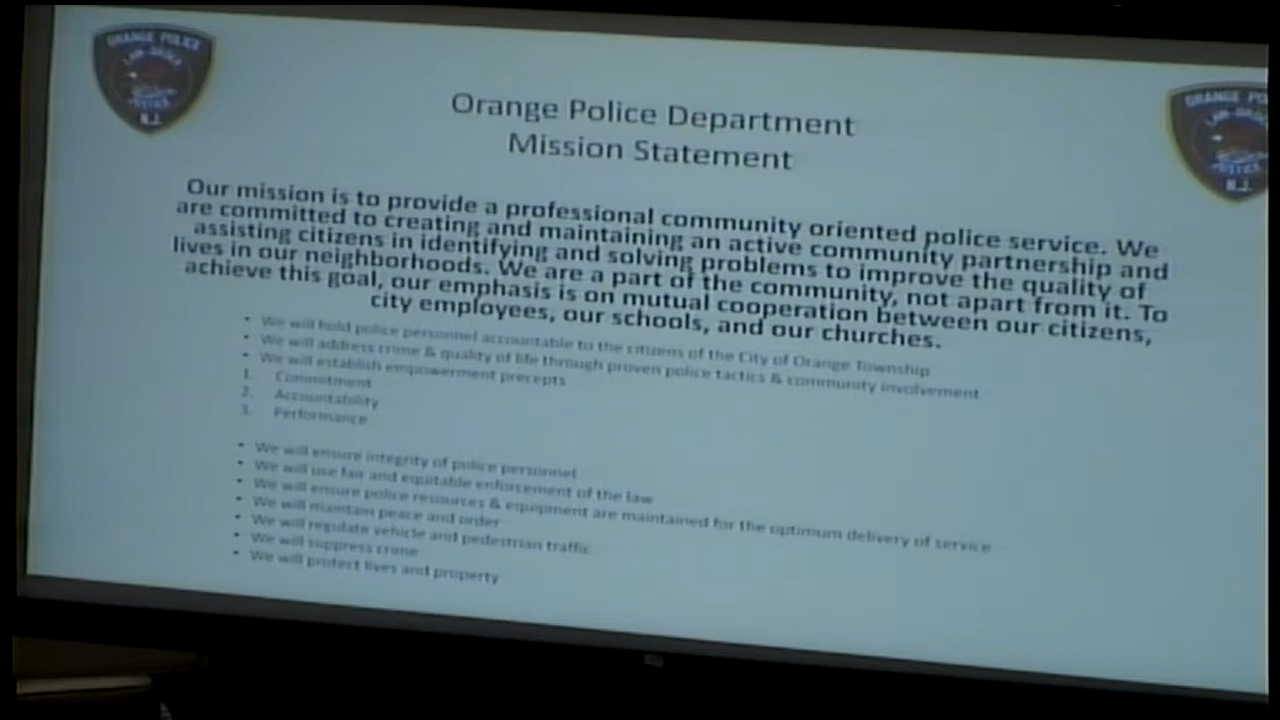 ORANGE POLICE
LAW-ORDER
JUSTICE
N.J.
ORANGE PO
LAW-ORDER
JUSTICE
N.J.
Orange Police Department
Mission Statement
Our mission is to provide a professional community oriented police service. We
are committed to creating and maintaining an active community partnership and
assisting citizens in identifying and solving problems to improve the quality of
lives in our neighborhoods. We are a part of the community, not apart from it. To
achieve this goal, our emphasis is on mutual cooperation between our citizens,
city employees, our schools, and our churches.
• We will hold police personnel accountable to the citizens of the City of Orange Township
• We will address crime & quality of life through proven police tactics & community involvement
• We will establish empowerment precepts
1. Commitment
2. Accountability
3. Performance
• We will ensure integrity of police personnel
• We will use fair and equitable enforcement of the law
• We will ensure police resources & equipment are maintained for the optimum delivery of service
• We will maintain peace and order
• We will regulate vehicle and pedestrian traffic
• We will suppress crime
• We will protect lives and property